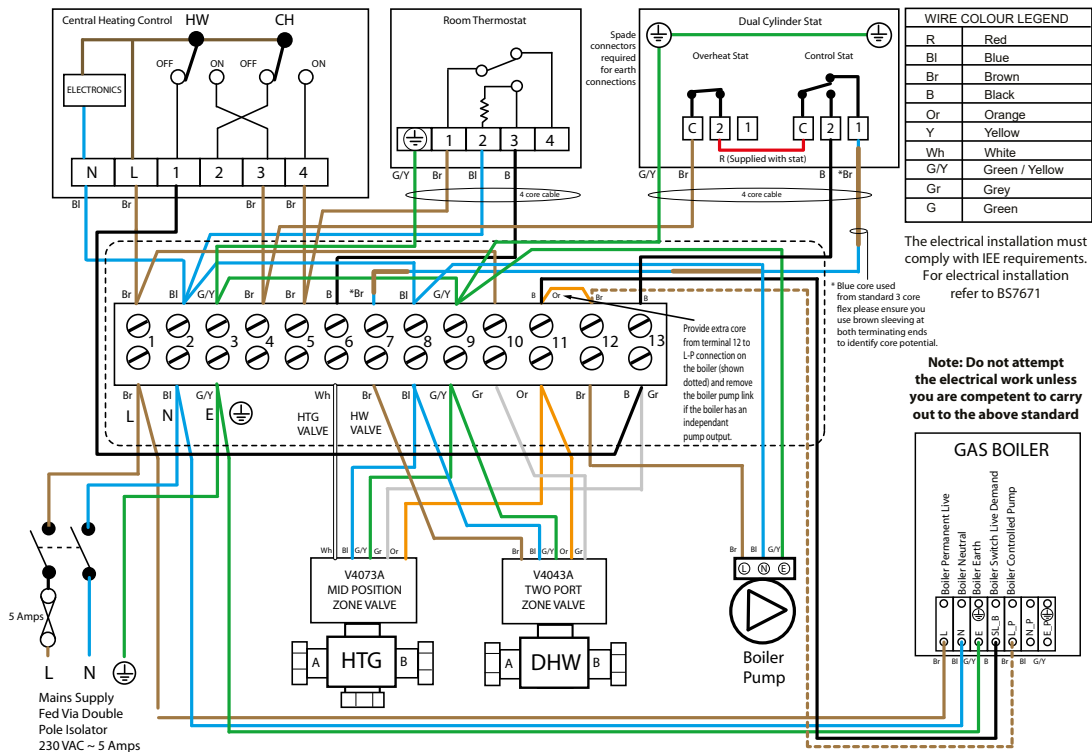 Central Heating Control
HW
CH
OFF
ON
OFF
ON
ELECTRONICS
N L 1 2 3 4
Bl Br B Br Br
Room Thermostat
1 2 3 4
G/Y Br Bl B
4 core cable
Spade
connectors
required
for earth
connections
Dual Cylinder Stat
Overheat Stat
Control Stat
C 2 1
C 2 1
R (Supplied with stat)
G/Y Br B *Br
4 core cable
WIRE COLOUR LEGEND
R Red
Bl Blue
Br Brown
B Black
Or Orange
Y Yellow
Wh White
G/Y Green / Yellow
Gr Grey
G Green
The electrical installation must
comply with IEE requirements.
For electrical installation
refer to BS7671
* Blue core used
from standard 3 core
flex please ensure you
use brown sleeving at
both terminating ends
to identify core potential.
Note: Do not attempt
the electrical work unless
you are competent to carry
out to the above standard
Br Bl G/Y Br Br B *Br Bl G/Y Br B Or Br B
1 2 3 4 5 6 7 8 9 10 11 12 13
Br Bl G/Y Wh Br Bl G/Y Gr Or Br B Gr
L N E
HTG
VALVE
HW
VALVE
Provide extra core
from terminal 12 to
L-P connection on
the boiler (shown
dotted) and remove
the boiler pump link
if the boiler has an
independant
pump output.
5 Amps
L N
Mains Supply
Fed Via Double
Pole Isolator
230 VAC ~ 5 Amps
Wh Bl G/Y Gr Or
V4073A
MID POSITION
ZONE VALVE
A HTG B
Br Bl G/Y Or Gr
V4043A
TWO PORT
ZONE VALVE
A DHW B
Br Bl G/Y
L N E
Boiler
Pump
GAS BOILER
Boiler Permanent Live
Boiler Neutral
Boiler Earth
Boiler Switch Live Demand
Boiler Controlled Pump
L
N
E
SL_B
L_P
N_P
E_P
Br Bl G/Y B Br Bl G/Y